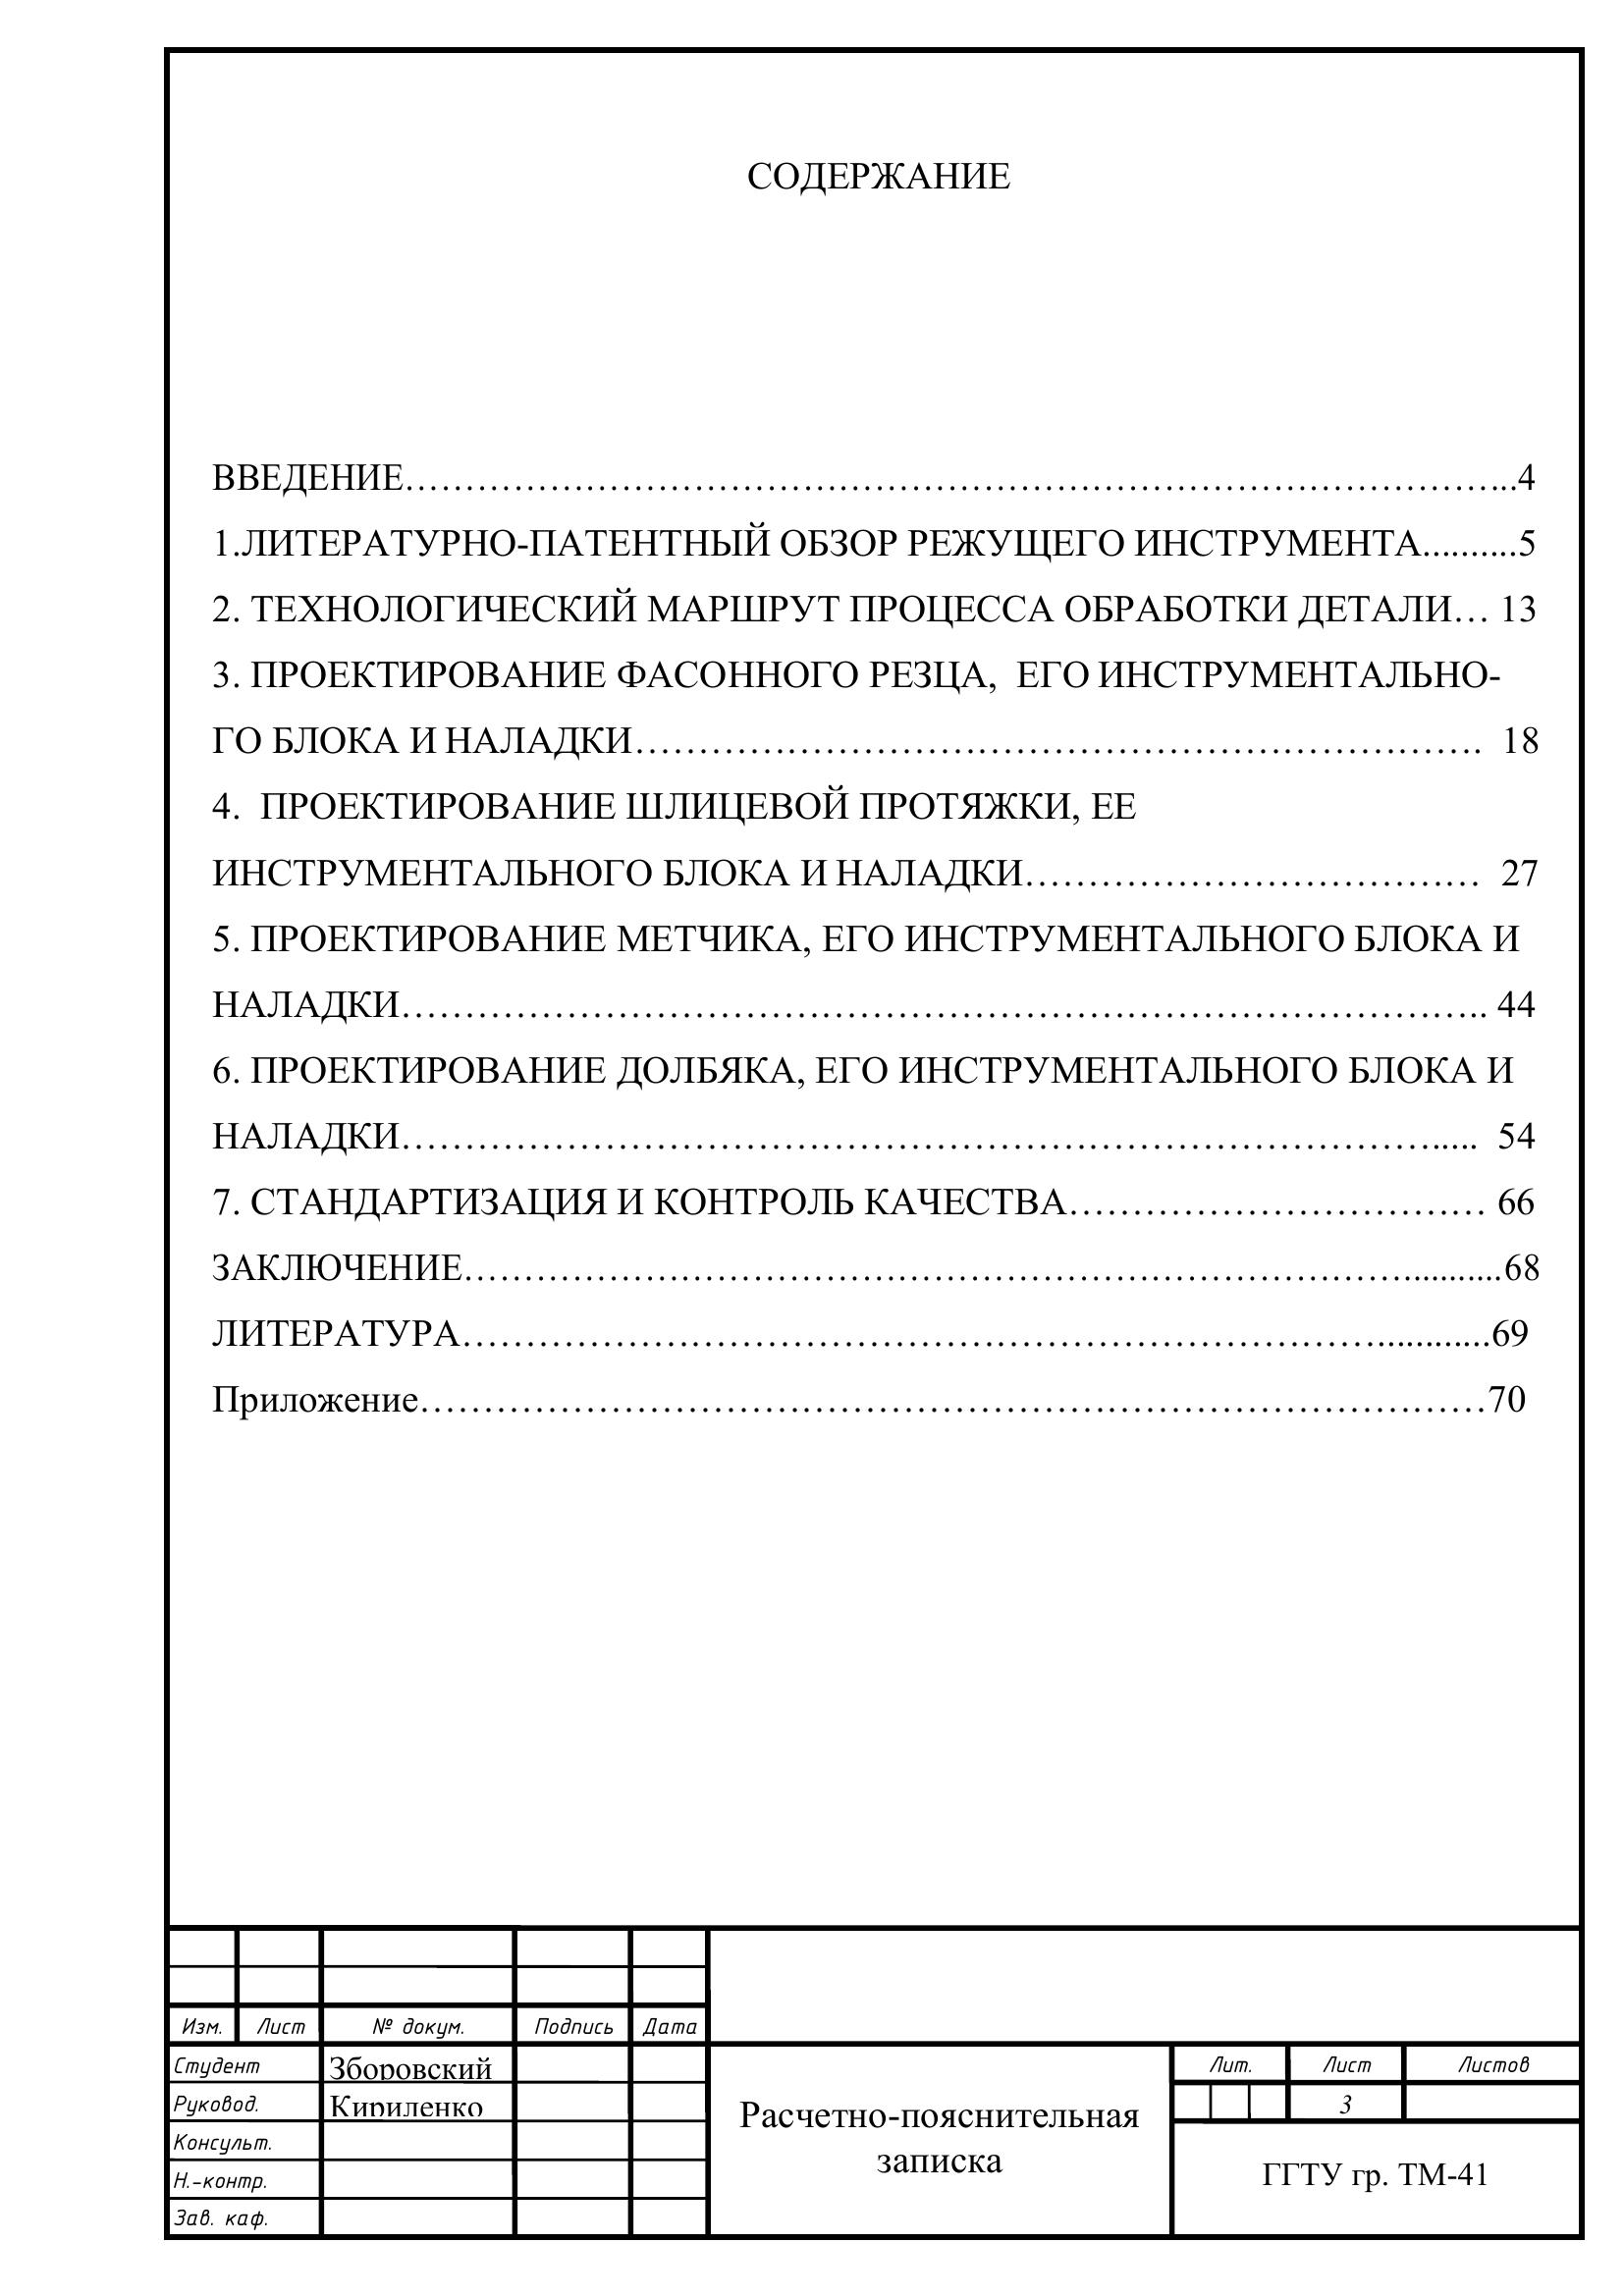 СОДЕРЖАНИЕ
ВВЕДЕНИЕ……………………………………………………………………………...4
1.ЛИТЕРАТУРНО-ПАТЕНТНЫЙ ОБЗОР РЕЖУЩЕГО ИНСТРУМЕНТА..........5
2. ТЕХНОЛОГИЧЕСКИЙ МАРШРУТ ПРОЦЕССА ОБРАБОТКИ ДЕТАЛИ… 13
3. ПРОЕКТИРОВАНИЕ ФАСОННОГО РЕЗЦА, ЕГО ИНСТРУМЕНТАЛЬНО-
ГО БЛОКА И НАЛАДКИ…………………………………………………………. 18
4. ПРОЕКТИРОВАНИЕ ШЛИЦЕВОЙ ПРОТЯЖКИ, ЕЕ
ИНСТРУМЕНТАЛЬНОГО БЛОКА И НАЛАДКИ……………………………… 27
5. ПРОЕКТИРОВАНИЕ МЕТЧИКА, ЕГО ИНСТРУМЕНТАЛЬНОГО БЛОКА И
НАЛАДКИ………………………………………………………………………….. 44
6. ПРОЕКТИРОВАНИЕ ДОЛБЯКА, ЕГО ИНСТРУМЕНТАЛЬНОГО БЛОКА И
НАЛАДКИ………………………………………………………………………..... 54
7. СТАНДАРТИЗАЦИЯ И КОНТРОЛЬ КАЧЕСТВА…………………………… 66
ЗАКЛЮЧЕНИЕ…………………………………………………………………..........68
ЛИТЕРАТУРА………………………………………………………………...........69
Приложение…………………………………………………………………………70
Изм. Лист № докум. Подпись Дата
Студент Зборовский
Руковод. Кириленко
Консульт.
Н.-контр.
Зав. каф.
Расчетно-пояснительная
записка
Лит. Лист Листов
3
ГГТУ гр. ТМ-41